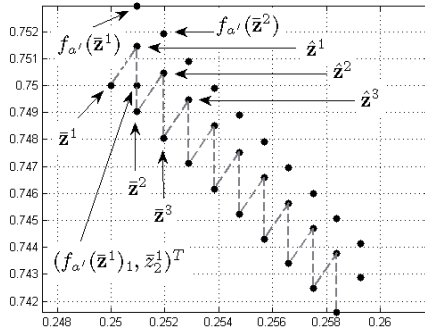 0.752
f_{a'}(z̄¹)
f_{a'}(z̄²)
0.751
ẑ¹
0.75
ẑ²
0.749
z̄¹
ẑ³
0.748
0.747
z̄²
0.746
z̄³
0.745
0.744
(f_{a'}(z̄¹)₁, z̄¹₂)ᵀ
0.743
0.742
0.248 0.25 0.252 0.254 0.256 0.258 0.26